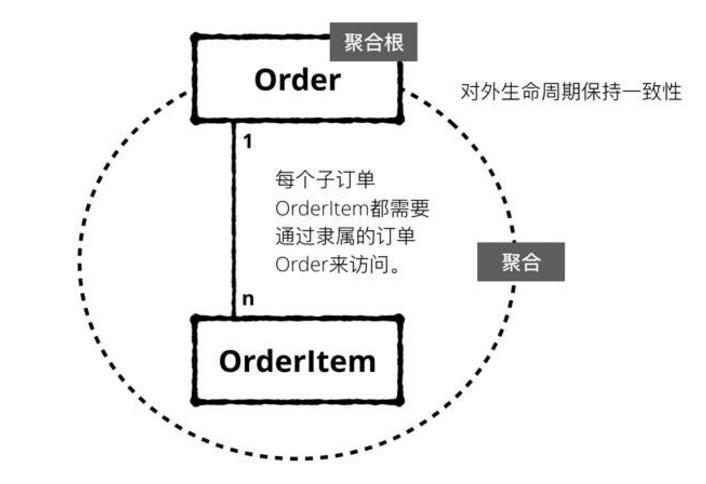 聚合根
Order
对外生命周期保持一致性
1
每个子订单
OrderItem都需要
通过隶属的订单
Order来访问。
聚合
n
OrderItem